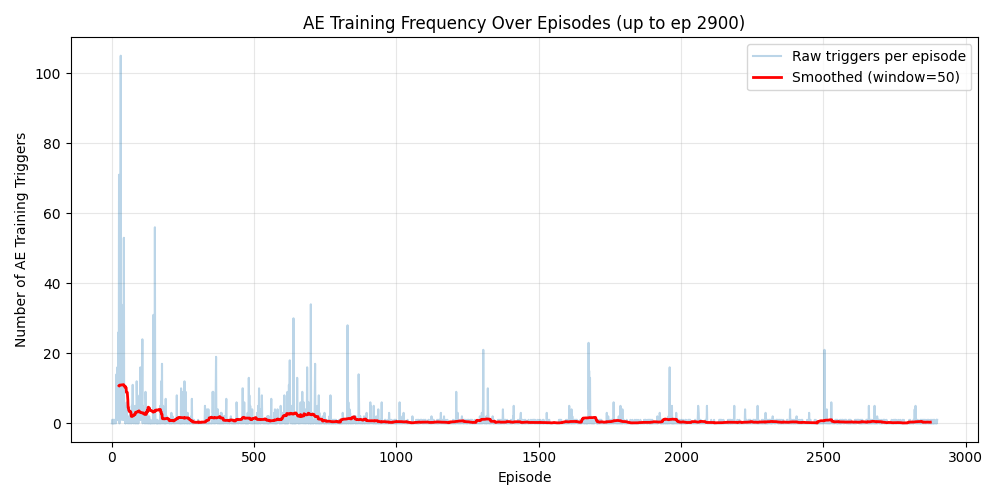 AE Training Frequency Over Episodes (up to ep 2900)
Raw triggers per episode
Smoothed (window=50)
Number of AE Training Triggers
100
80
60
40
20
0
0 500 1000 1500 2000 2500 3000
Episode